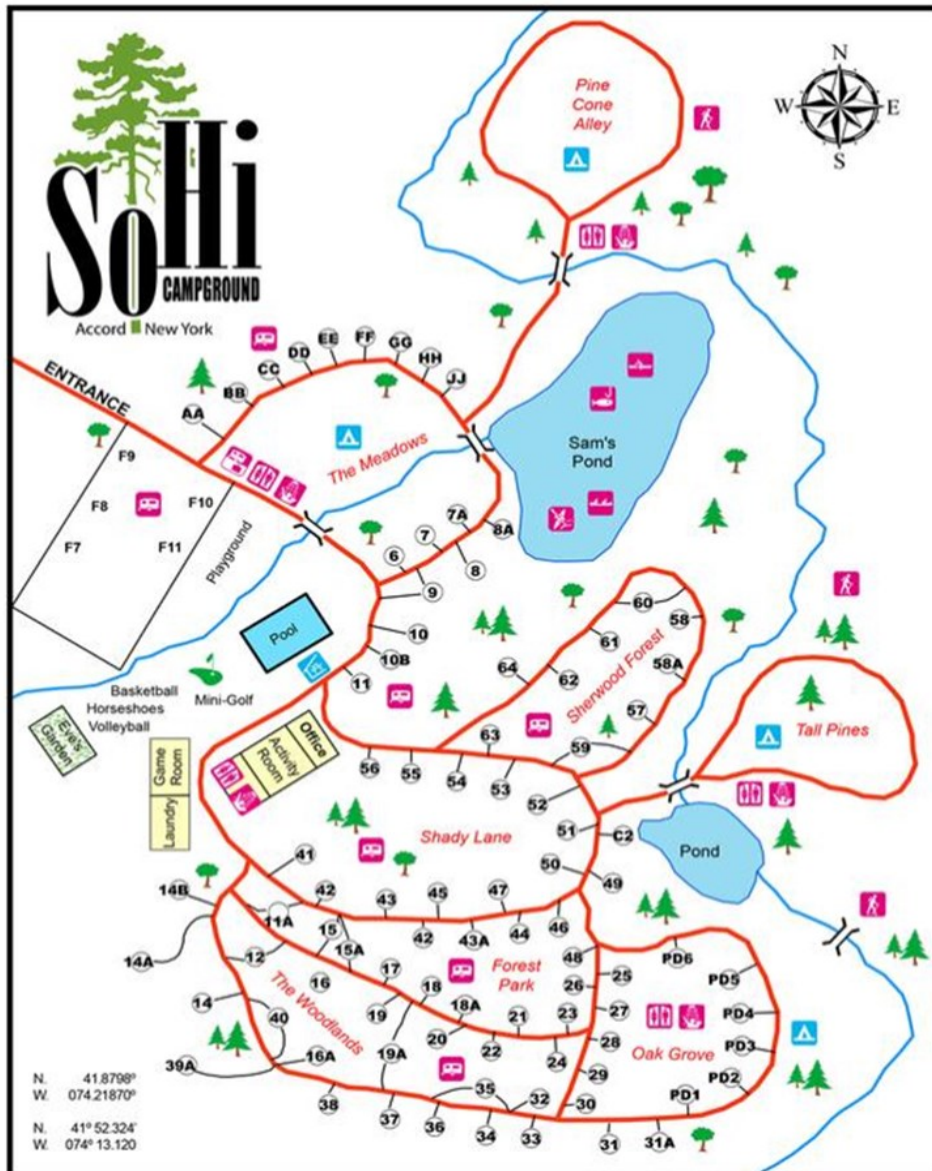 Pine
Cone
Alley
N
W
E
S
SoHi
CAMPGROUND
Accord New York
ENTRANCE
AA
BB
CC
DD
EE
FF
GG
HH
JJ
The Meadows
Sam's
Pond
F9
F8
F10
F7
F11
Playground
6
7
7A
8A
8
9
10
10B
11
Pool
Basketball
Horseshoes
Volleyball
Mini-Golf
Eve's
Garden
Game
Room
Laundry
Activity
Room
Office
60
58
61
64
62
58A
Sherwood Forest
57
63
59
56
55
54
53
52
Tall Pines
Shady Lane
51
C2
Pond
50
49
41
42
43
45
47
42
43A
44
46
14B
11A
14A
12
15
15A
16
17
18
18A
19
19A
20
21
22
23
24
Forest
Park
The Woodlands
14
40
39A
16A
38
37
36
35
34
32
33
48
25
26
27
28
29
30
31
31A
PD6
PD5
PD4
PD3
PD2
PD1
Oak Grove
N. 41.8798º
W. 074.21870º
N. 41º 52.324'
W. 074º 13.120